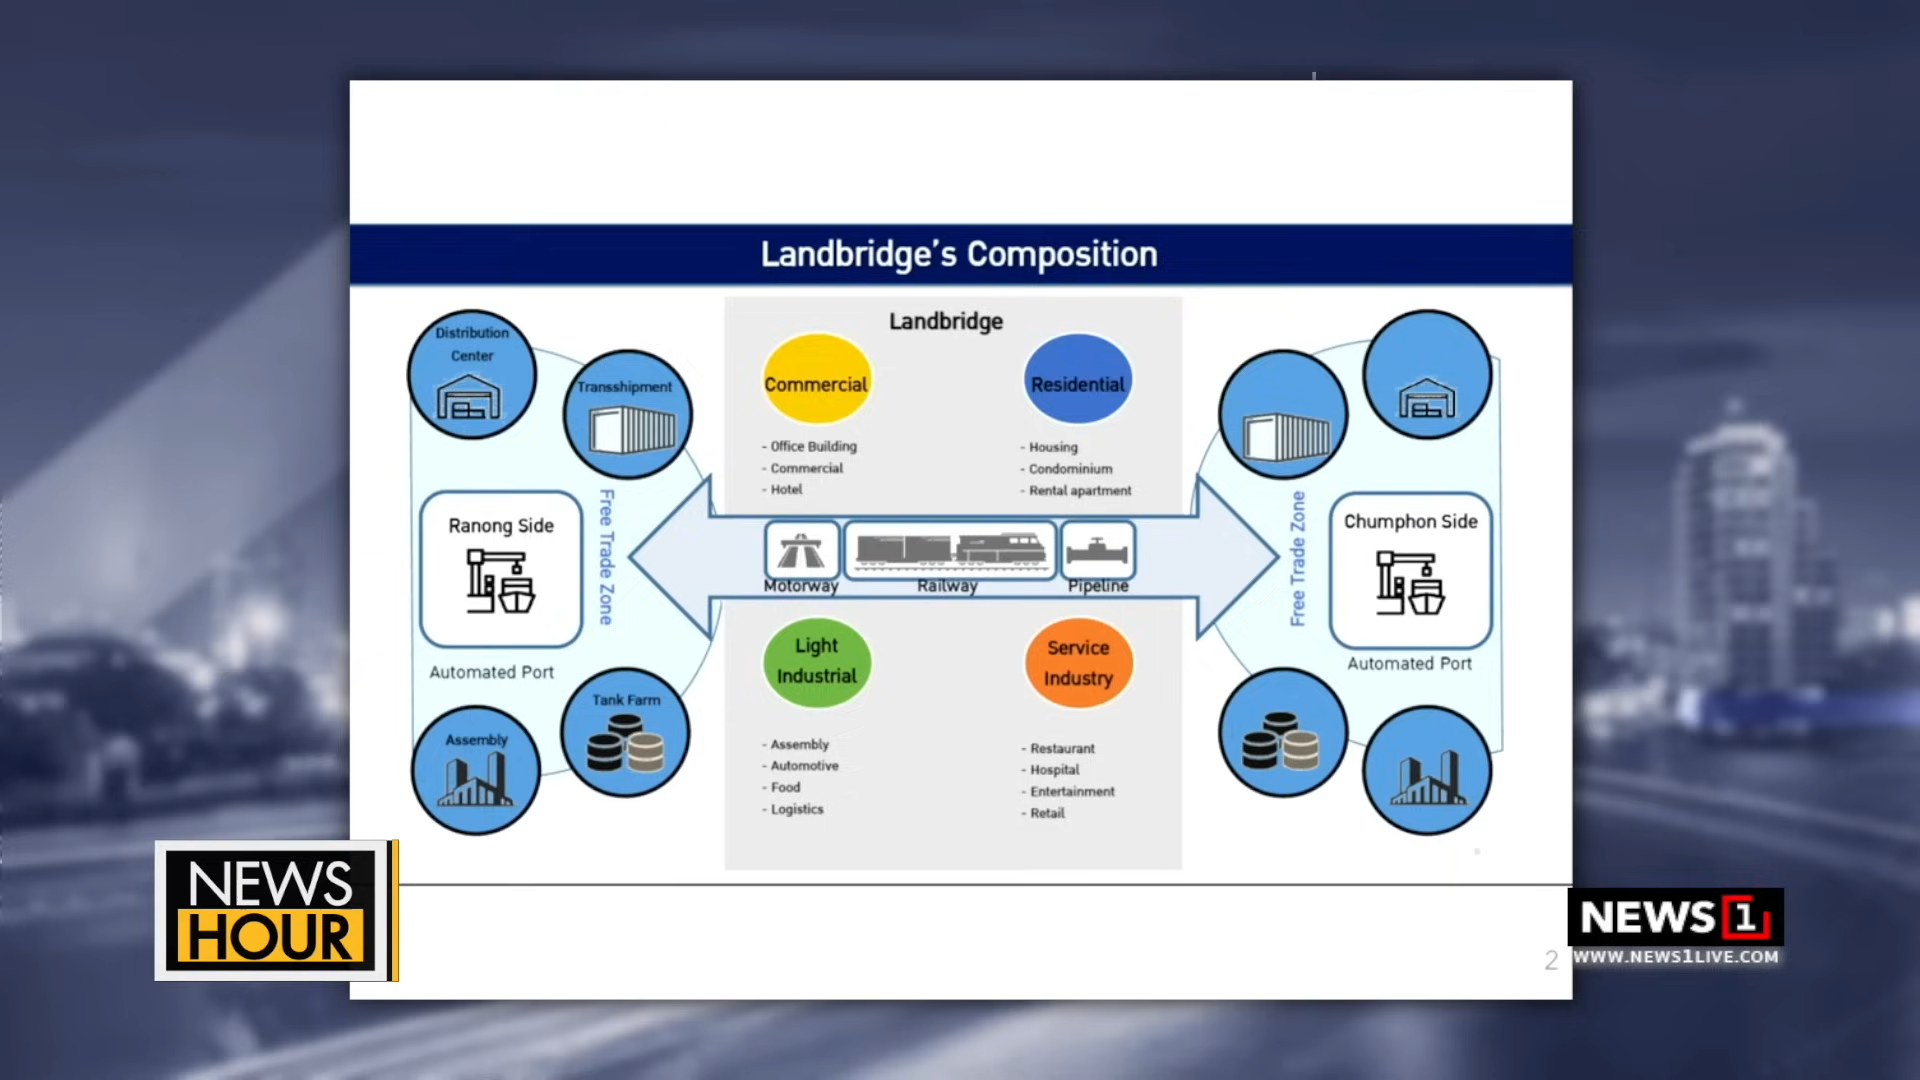 Landbridge's Composition
Distribution
Center
Transshipment
Ranong Side
Free Trade Zone
Automated Port
Assembly
Tank Farm
Landbridge
Commercial
- Office Building
- Commercial
- Hotel
Residential
- Housing
- Condominium
- Rental apartment
Motorway
Railway
Pipeline
Light
Industrial
- Assembly
- Automotive
- Food
- Logistics
Service
Industry
- Restaurant
- Hospital
- Entertainment
- Retail
Free Trade Zone
Chumphon Side
Automated Port
NEWS
HOUR
2
NEWS 1
WWW.NEWS1LIVE.COM